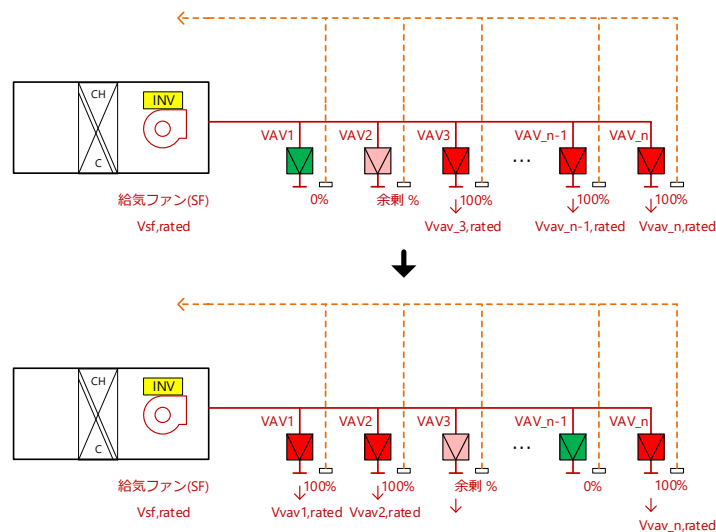 CH
INV
VAV1
VAV2
VAV3
VAV_n-1
VAV_n
C
…
給気ファン(SF)
0%
余剰 %
100%
100%
100%
Vsf,rated
Vvav_3,rated
Vvav_n-1,rated
Vvav_n,rated
CH
INV
VAV1
VAV2
VAV3
VAV_n-1
VAV_n
C
…
給気ファン(SF)
100%
100%
余剰 %
0%
100%
Vsf,rated
Vvav1,rated
Vvav2,rated
Vvav_n,rated